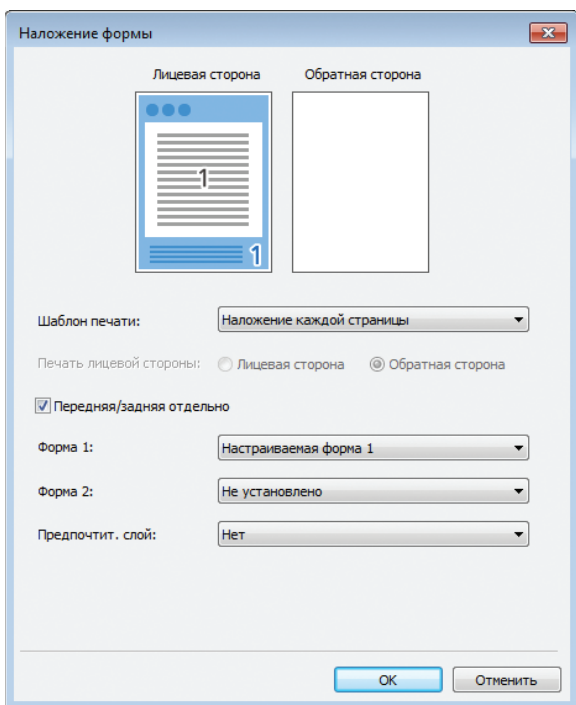 Наложение формы
Лицевая сторона Обратная сторона
1
1
Шаблон печати: Наложение каждой страницы
Печать лицевой стороны: Лицевая сторона Обратная сторона
Передняя/задняя отдельно
Форма 1: Настраиваемая форма 1
Форма 2: Не установлено
Предпочтит. слой: Нет
OK Отменить